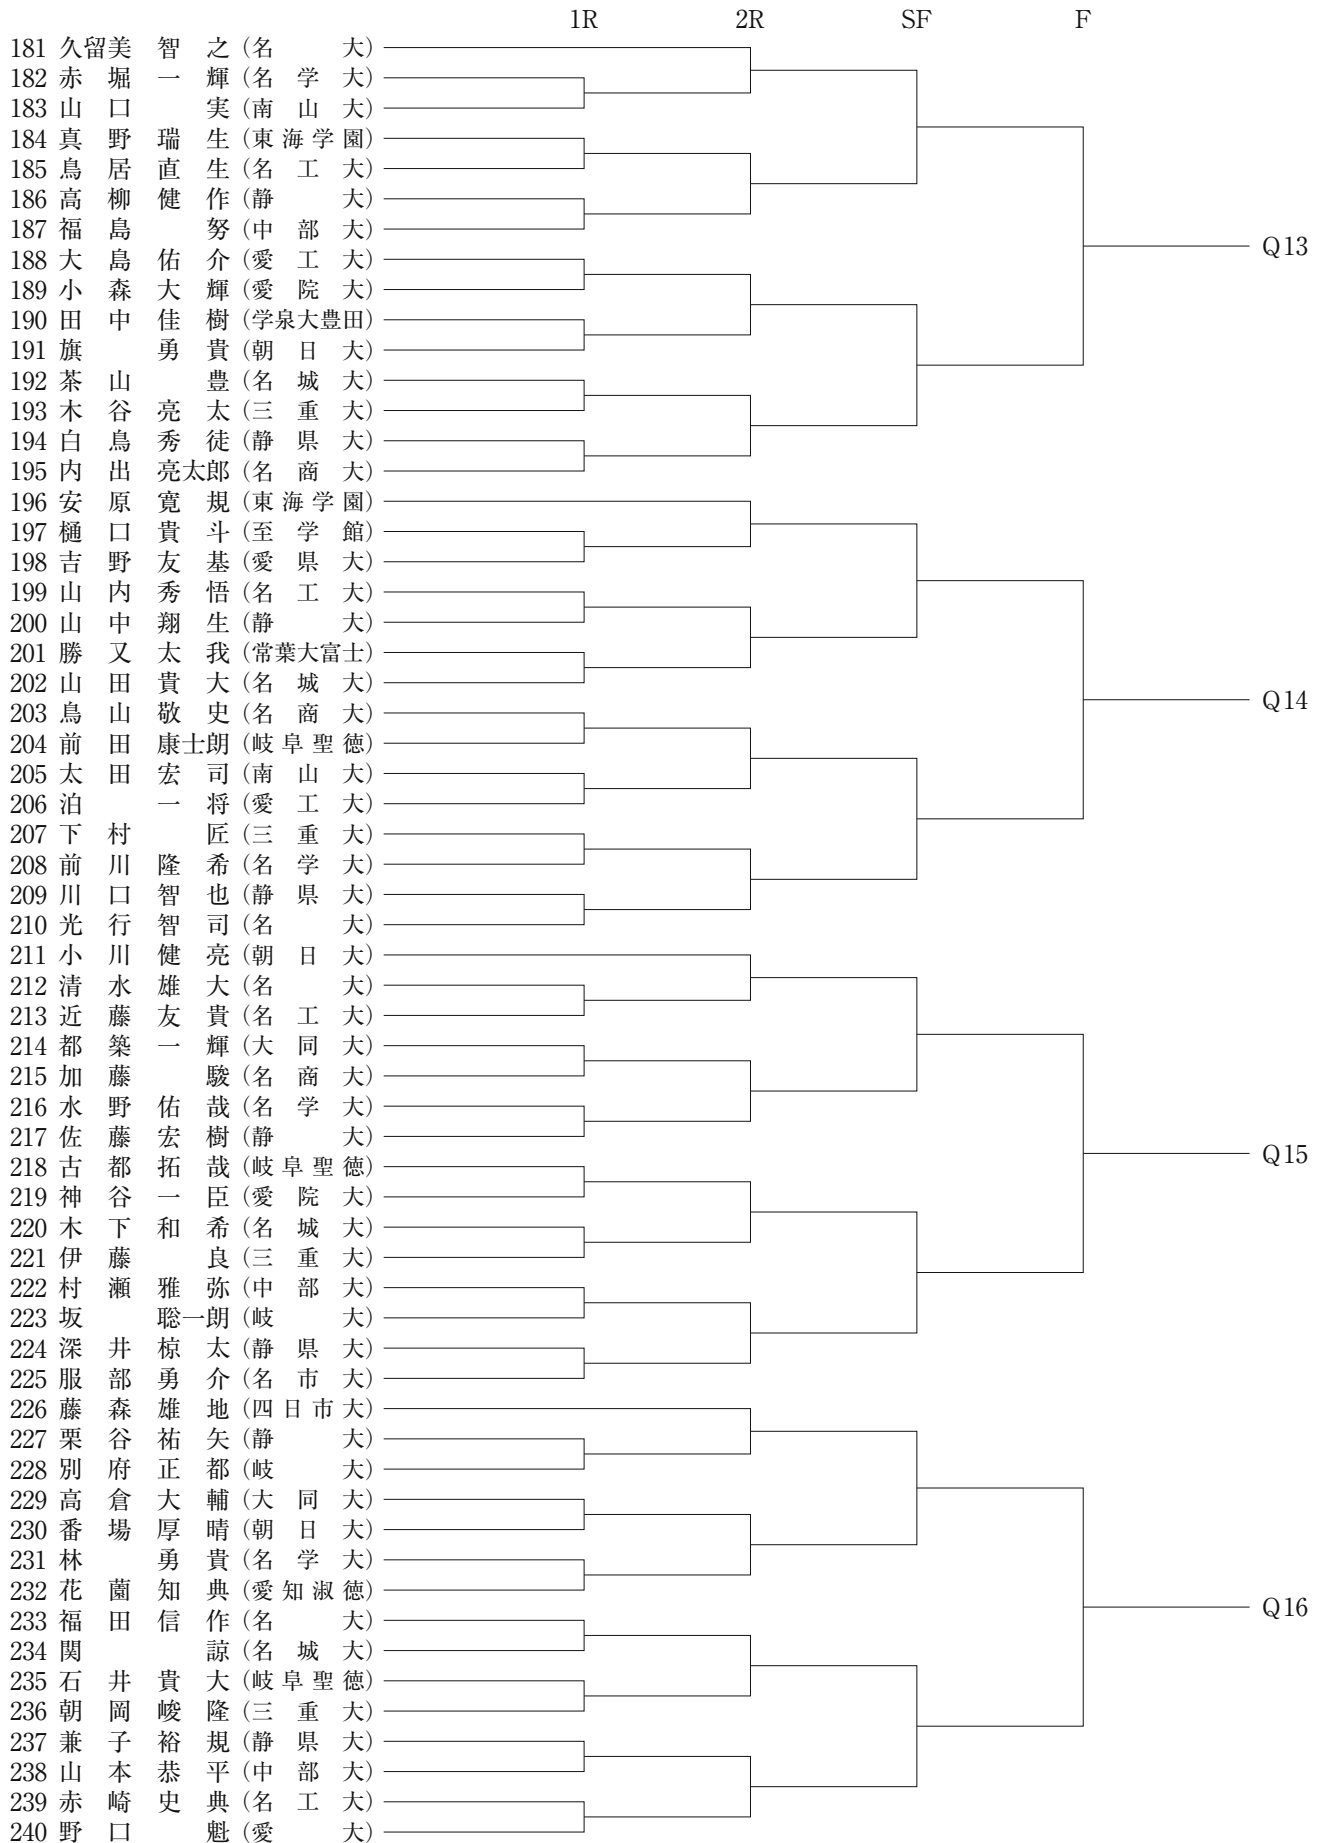 1R 2R SF F
181 久留美 智之 (名大)
182 赤堀 一輝 (名学大)
183 山口 実 (南山大)
184 真野 瑞生 (東海学園)
185 鳥居 直生 (名工大)
186 高柳 健作 (静大)
187 福島 努 (中部大)
188 大島 佑介 (愛工大)
Q13
189 小森 大輝 (愛院大)
190 田中 佳樹 (学泉大豊田)
191 旗 勇貴 (朝日大)
192 茶山 豊 (名城大)
193 木谷 亮太 (三重大)
194 白鳥 秀徒 (静県大)
195 内出 亮太郎 (名商大)
196 安原 寛規 (東海学園)
197 樋口 貴斗 (至学館)
198 吉野 友基 (愛県大)
199 山内 秀悟 (名工大)
200 山中 翔生 (静大)
201 勝又 太我 (常葉大富士)
202 山田 貴大 (名城大)
203 鳥山 敬史 (名商大)
Q14
204 前田 康士朗 (岐阜聖徳)
205 太田 宏司 (南山大)
206 泊 一将 (愛工大)
207 下村 匠 (三重大)
208 前川 隆希 (名学大)
209 川口 智也 (静県大)
210 光行 智司 (名大)
211 小川 健亮 (朝日大)
212 清水 雄大 (名大)
213 近藤 友貴 (名工大)
214 都築 一輝 (大同大)
215 加藤 駿 (名商大)
216 水野 佑哉 (名学大)
217 佐藤 宏樹 (静大)
218 古都 拓哉 (岐阜聖徳)
Q15
219 神谷 一臣 (愛院大)
220 木下 和希 (名城大)
221 伊藤 良 (三重大)
222 村瀬 雅弥 (中部大)
223 坂 聡一朗 (岐大)
224 深井 椋太 (静県大)
225 服部 勇介 (名市大)
226 藤森 雄地 (四日市大)
227 栗谷 祐矢 (静大)
228 別府 正都 (岐大)
229 高倉 大輔 (大同大)
230 番場 厚晴 (朝日大)
231 林 勇貴 (名学大)
232 花薗 知典 (愛知淑徳)
233 福田 信作 (名大)
Q16
234 関 諒 (名城大)
235 石井 貴大 (岐阜聖徳)
236 朝岡 峻隆 (三重大)
237 兼子 裕規 (静県大)
238 山本 恭平 (中部大)
239 赤崎 史典 (名工大)
240 野口 魁 (愛大)